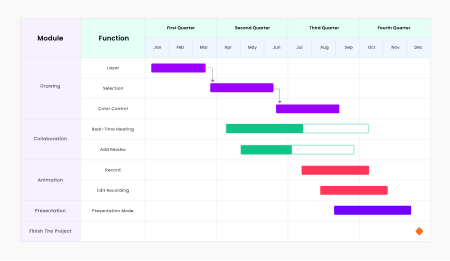 Module
Function
First Quarter
Second Quarter
Third Quarter
Fourth Quarter
Jan
Feb
Mar
Apr
May
Jun
Jul
Aug
Sep
Oct
Nov
Dec
Drawing
Layer
Selection
Color Control
Collaboration
Real-Time Meeting
Add Review
Animation
Record
Edit Recording
Presentation
Presentation Mode
Finish The Project